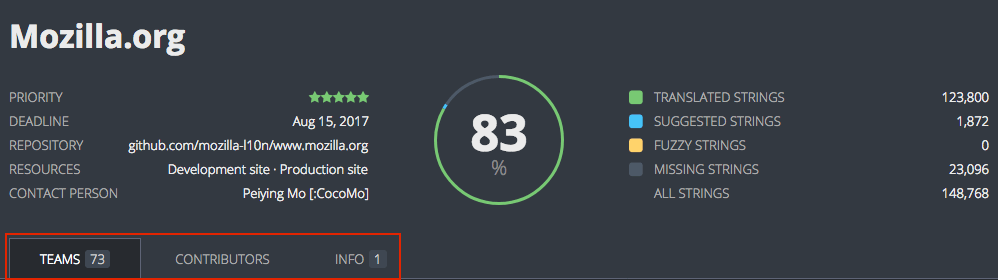 Mozilla.org
PRIORITY
DEADLINE Aug 15, 2017
REPOSITORY github.com/mozilla-l10n/www.mozilla.org
RESOURCES Development site · Production site
CONTACT PERSON Peiying Mo [:CocoMo]
83
%
TRANSLATED STRINGS 123,800
SUGGESTED STRINGS 1,872
FUZZY STRINGS 0
MISSING STRINGS 23,096
ALL STRINGS 148,768
TEAMS 73 CONTRIBUTORS INFO 1